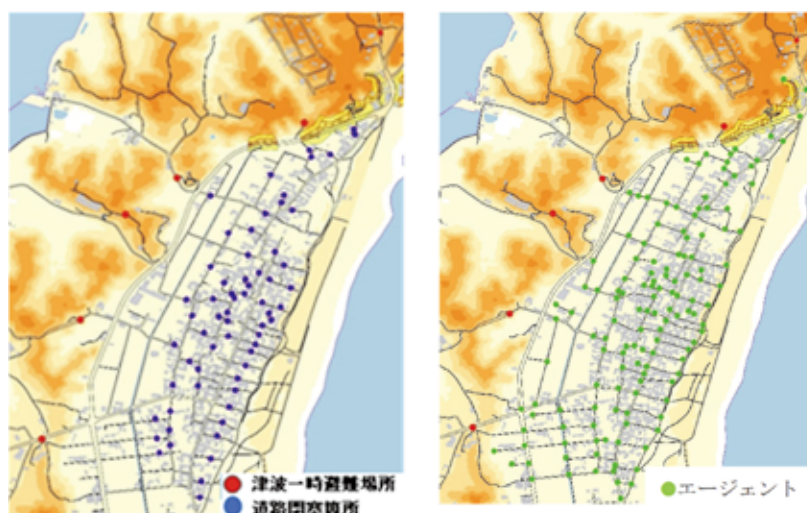 津波一時避難場所
道路閉塞箇所
エージェント